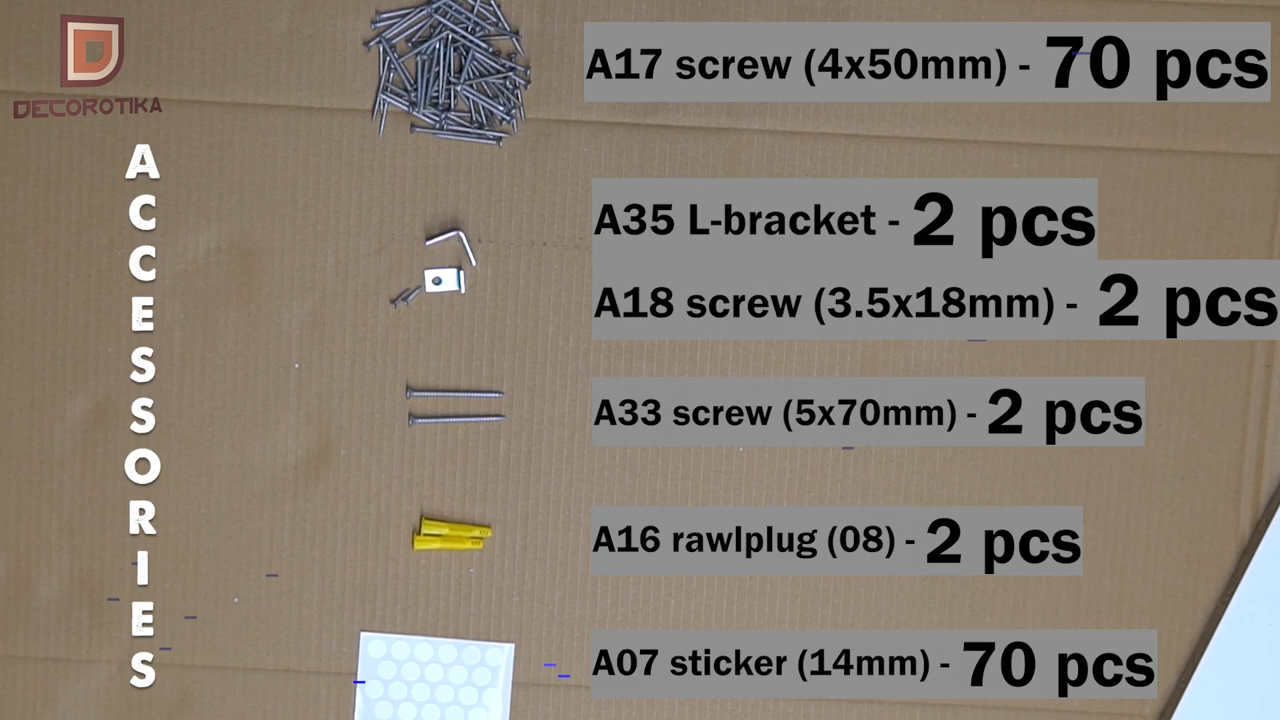 DECOROTIKA
ACCESSORIES
A17 screw (4x50mm) - 70 pcs
A35 L-bracket - 2 pcs
A18 screw (3.5x18mm) - 2 pcs
A33 screw (5x70mm) - 2 pcs
A16 rawlplug (08) - 2 pcs
A07 sticker (14mm) - 70 pcs